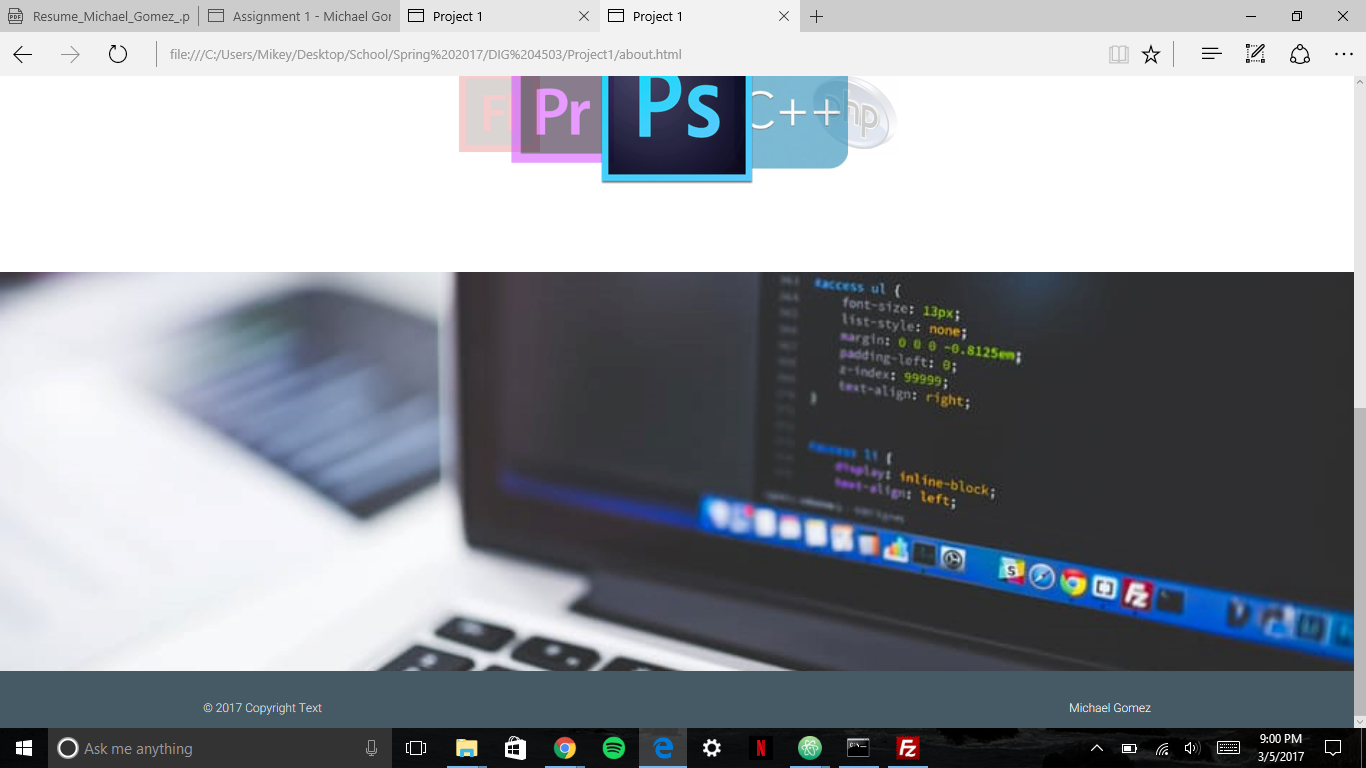 Resume_Michael_Gomez_.p
Assignment 1 - Michael Gor
Project 1
Project 1
file:///C:/Users/Mikey/Desktop/School/Spring%202017/DIG%204503/Project1/about.html
Pr
Ps
C++
php
#access ul {
font-size: 13px;
list-style: none;
margin: 0 0 0 -0.8125em;
padding-left: 0;
z-index: 99999;
text-align: right;
}
#access li {
display: inline-block;
text-align: left;
S
Fz
© 2017 Copyright Text
Michael Gomez
Ask me anything
N
Fz
9:00 PM
3/5/2017